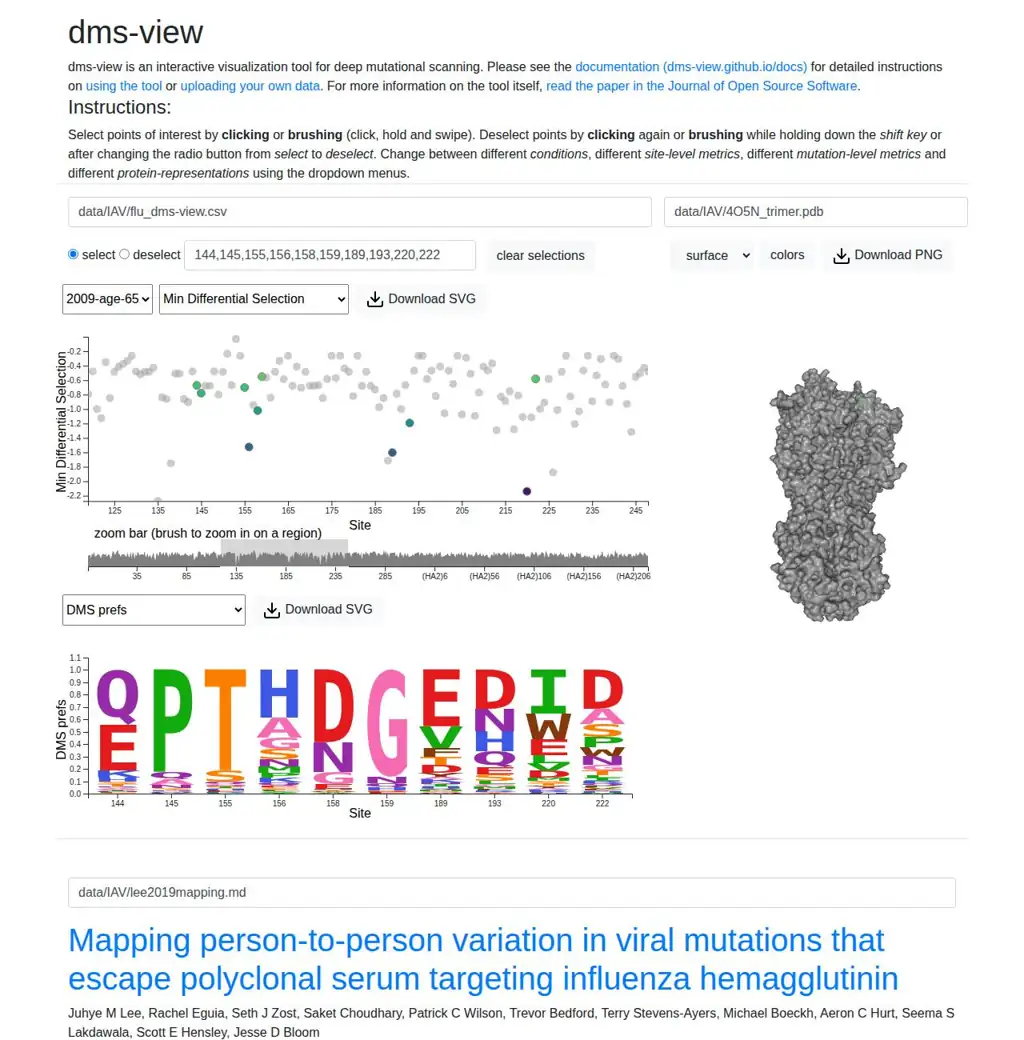 dms-view
dms-view is an interactive visualization tool for deep mutational scanning. Please see the documentation (dms-view.github.io/docs) for detailed instructions
on using the tool or uploading your own data. For more information on the tool itself, read the paper in the Journal of Open Source Software.
Instructions:
Select points of interest by clicking or brushing (click, hold and swipe). Deselect points by clicking again or brushing while holding down the shift key or
after changing the radio button from select to deselect. Change between different conditions, different site-level metrics, different mutation-level metrics and
different protein-representations using the dropdown menus.
data/IAV/flu_dms-view.csv
data/IAV/4O5N_trimer.pdb
select deselect 144,145,155,156,158,159,189,193,220,222 clear selections
surface colors Download PNG
2009-age-65 Min Differential Selection Download SVG
Min Differential Selection
-0.2
-0.4
-0.6
-0.8
-1.0
-1.2
-1.4
-1.6
-1.8
-2.0
-2.2
125 135 145 155 165 175 185 195 205 215 225 235 245
Site
zoom bar (brush to zoom in on a region)
35 85 135 185 235 285 (HA2)6 (HA2)56 (HA2)106 (HA2)156 (HA2)206
DMS prefs Download SVG
DMS prefs
1.1
1.0
0.9
0.8
0.7
0.6
0.5
0.4
0.3
0.2
0.1
0.0
Q P T H D G E D I D
E A N V N W A
144 145 155 156 158 159 189 193 220 222
Site
data/IAV/lee2019mapping.md
Mapping person-to-person variation in viral mutations that
escape polyclonal serum targeting influenza hemagglutinin
Juhye M Lee, Rachel Eguia, Seth J Zost, Saket Choudhary, Patrick C Wilson, Trevor Bedford, Terry Stevens-Ayers, Michael Boeckh, Aeron C Hurt, Seema S
Lakdawala, Scott E Hensley, Jesse D Bloom